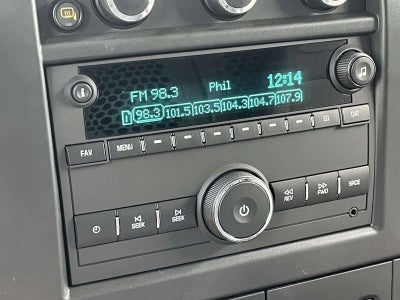 FM 98.3 Phil 12:14
1 98.3 101.5 103.5 104.3 104.7 107.9
FAV MENU EQ CAT
SEEK SEEK REV FWD SRCE